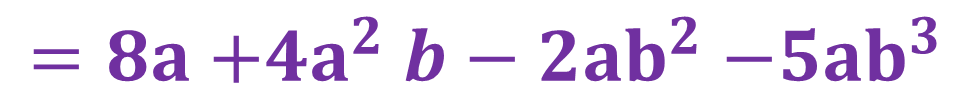 = 8a +4a² b − 2ab² −5ab³